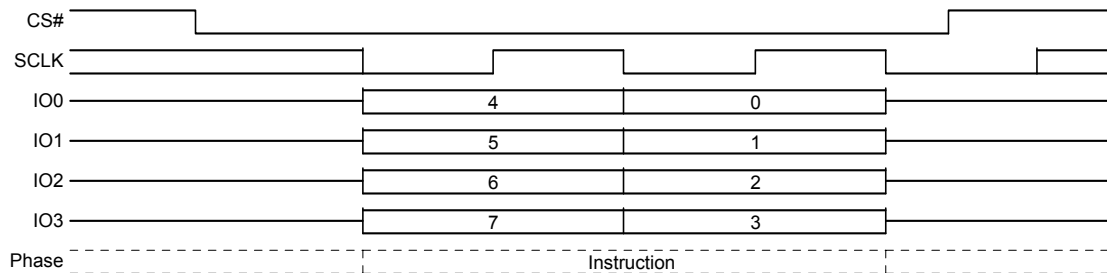 CS#
SCLK
IO0 4 0
IO1 5 1
IO2 6 2
IO3 7 3
Phase Instruction